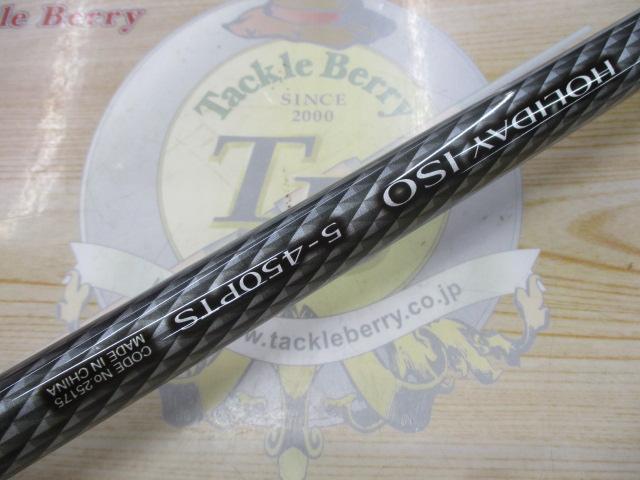 kle Berry
Tackle Berry
SINCE
2000
T
HOLIDAY-ISO
5-450PTS
CODE No.25175
MADE IN CHINA
www.tackleberry.co.jp